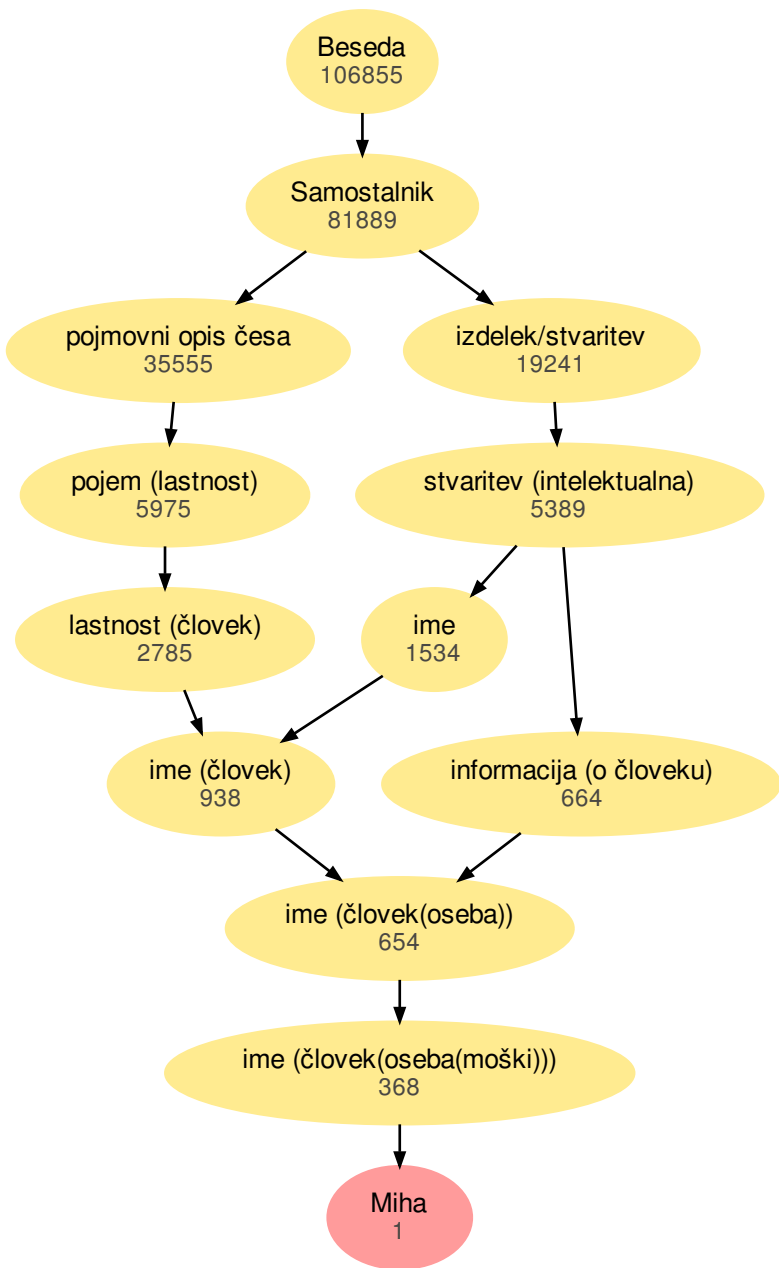 Beseda
106855
Samostalnik
81889
pojmovni opis česa
35555
izdelek/stvaritev
19241
pojem (lastnost)
5975
stvaritev (intelektualna)
5389
lastnost (človek)
2785
ime
1534
ime (človek)
938
informacija (o človeku)
664
ime (človek(oseba))
654
ime (človek(oseba(moški)))
368
Miha
1